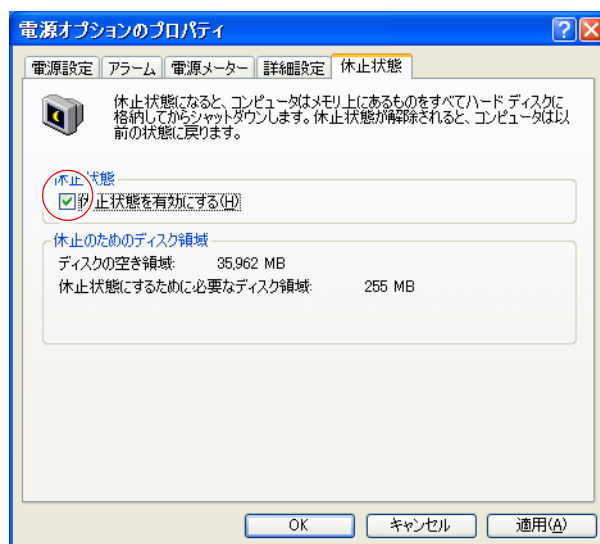 電源オプションのプロパティ
電源設定 アラーム 電源メーター 詳細設定 休止状態
休止状態になると、コンピュータはメモリ上にあるものをすべてハード ディスクに
格納してからシャットダウンします。休止状態が解除されると、コンピュータは以
前の状態に戻ります。
休止状態
休止状態を有効にする(H)
休止のためのディスク領域
ディスクの空き領域: 35,962 MB
休止状態にするために必要なディスク領域: 255 MB
OK キャンセル 適用(A)